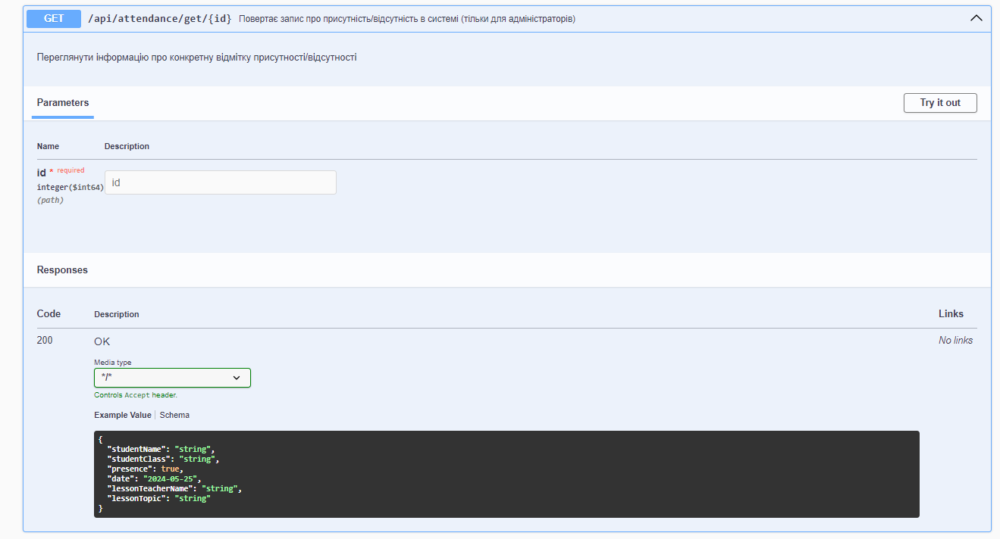 GET /api/attendance/get/{id} Повертає запис про присутність/відсутність в системі (тільки для адміністраторів)
Переглянути інформацію про конкретну відмітку присутності/відсутності
Parameters
Try it out
Name Description
id * required
integer($int64)
(path)
id
Responses
Code Description Links
200 OK No links
Media type
*/*
Controls Accept header.
Example Value Schema
{
"studentName": "string",
"studentClass": "string",
"presence": true,
"date": "2024-05-25",
"lessonTeacherName": "string",
"lessonTopic": "string"
}